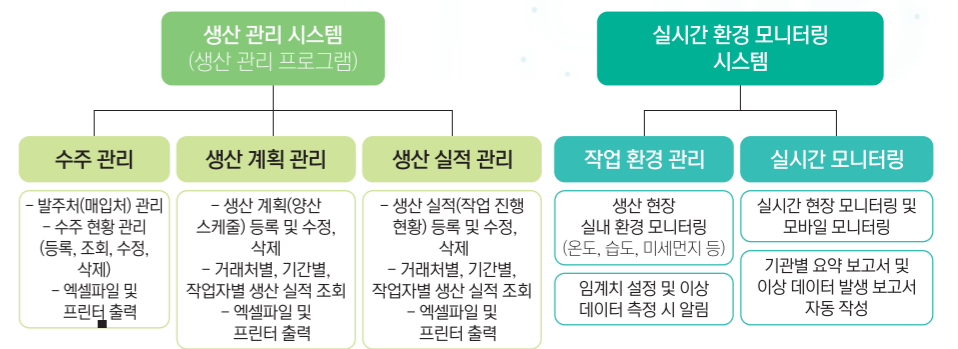 생산 관리 시스템
(생산 관리 프로그램)
실시간 환경 모니터링
시스템
수주 관리
생산 계획 관리
생산 실적 관리
작업 환경 관리
실시간 모니터링
– 발주처(매입처) 관리
– 수주 현황 관리
(등록, 조회, 수정,
삭제)
– 엑셀파일 및
프린터 출력
– 생산 계획(양산
스케줄) 등록 및 수정,
삭제
– 거래처별, 기간별,
작업자별 생산 실적 조회
– 엑셀파일 및
프린터 출력
– 생산 실적(작업 진행
현황) 등록 및 수정,
삭제
– 거래처별, 기간별,
작업자별 생산 실적 조회
– 엑셀파일 및
프린터 출력
생산 현장
실내 환경 모니터링
(온도, 습도, 미세먼지 등)
임계치 설정 및 이상
데이터 측정 시 알림
실시간 현장 모니터링 및
모바일 모니터링
기관별 요약 보고서 및
이상 데이터 발생 보고서
자동 작성